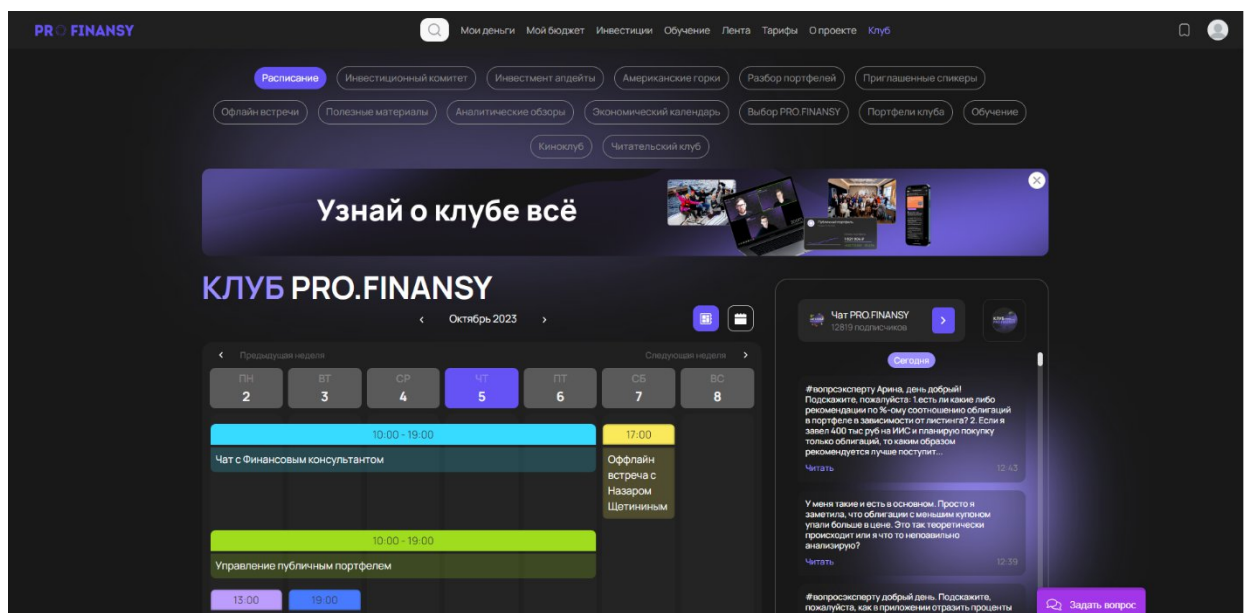 PRO FINANSY
Мои деньги Мой бюджет Инвестиции Обучение Лента Тарифы О проекте Клуб
Расписание Инвестиционный комитет Инвестмент апдейты Американские горки Разбор портфелей Приглашенные спикеры
Офлайн встречи Полезные материалы Аналитические обзоры Экономический календарь Выбор PRO.FINANSY Портфели клуба Обучение
Киноклуб Читательский клуб
Узнай о клубе всё
КЛУБ PRO.FINANSY
Октябрь 2023
Предыдущая неделя Следующая неделя
ПН ВТ СР ЧТ ПТ СБ ВС
2 3 4 5 6 7 8
10:00 - 19:00 17:00
Чат с Финансовым консультантом
Оффлайн
встреча с
Назаром
Щетининым
10:00 - 19:00
Управление публичным портфелем
13:00 19:00
Чат PRO.FINANSY
12819 подписчиков
Сегодня
#вопросэксперту Арина, день добрый!
Подскажите, пожалуйста: 1.есть ли какие либо
рекомендации по %-ому соотношению облигаций
в портфеле в зависимости от листинга? 2. Если я
завел 400 тыс руб на ИИС и планирую покупку
только облигаций, то каким образом
рекомендуется лучше поступит...
Читать 12:43
У меня такие и есть в основном. Просто я
заметила, что облигации с меньшим купоном
упали больше в цене. Это так теоретически
происходит или я что то неправильно
анализирую?
Читать 12:39
#вопросэксперту добрый день. Подскажите,
пожалуйста, как в приложении отразить проценты
Задать вопрос